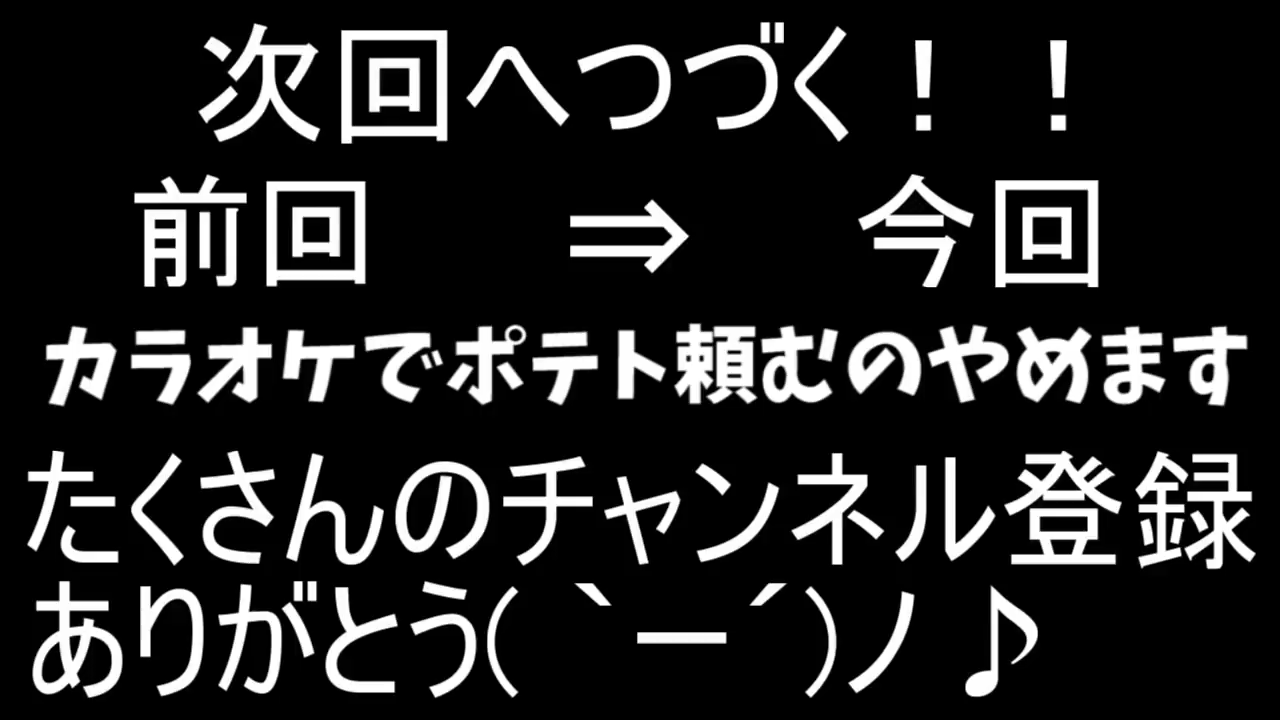 次回へつづく！！
前回　⇒　今回
カラオケでポテト頼むのやめます
たくさんのチャンネル登録
ありがとう(｀ー´)ノ♪